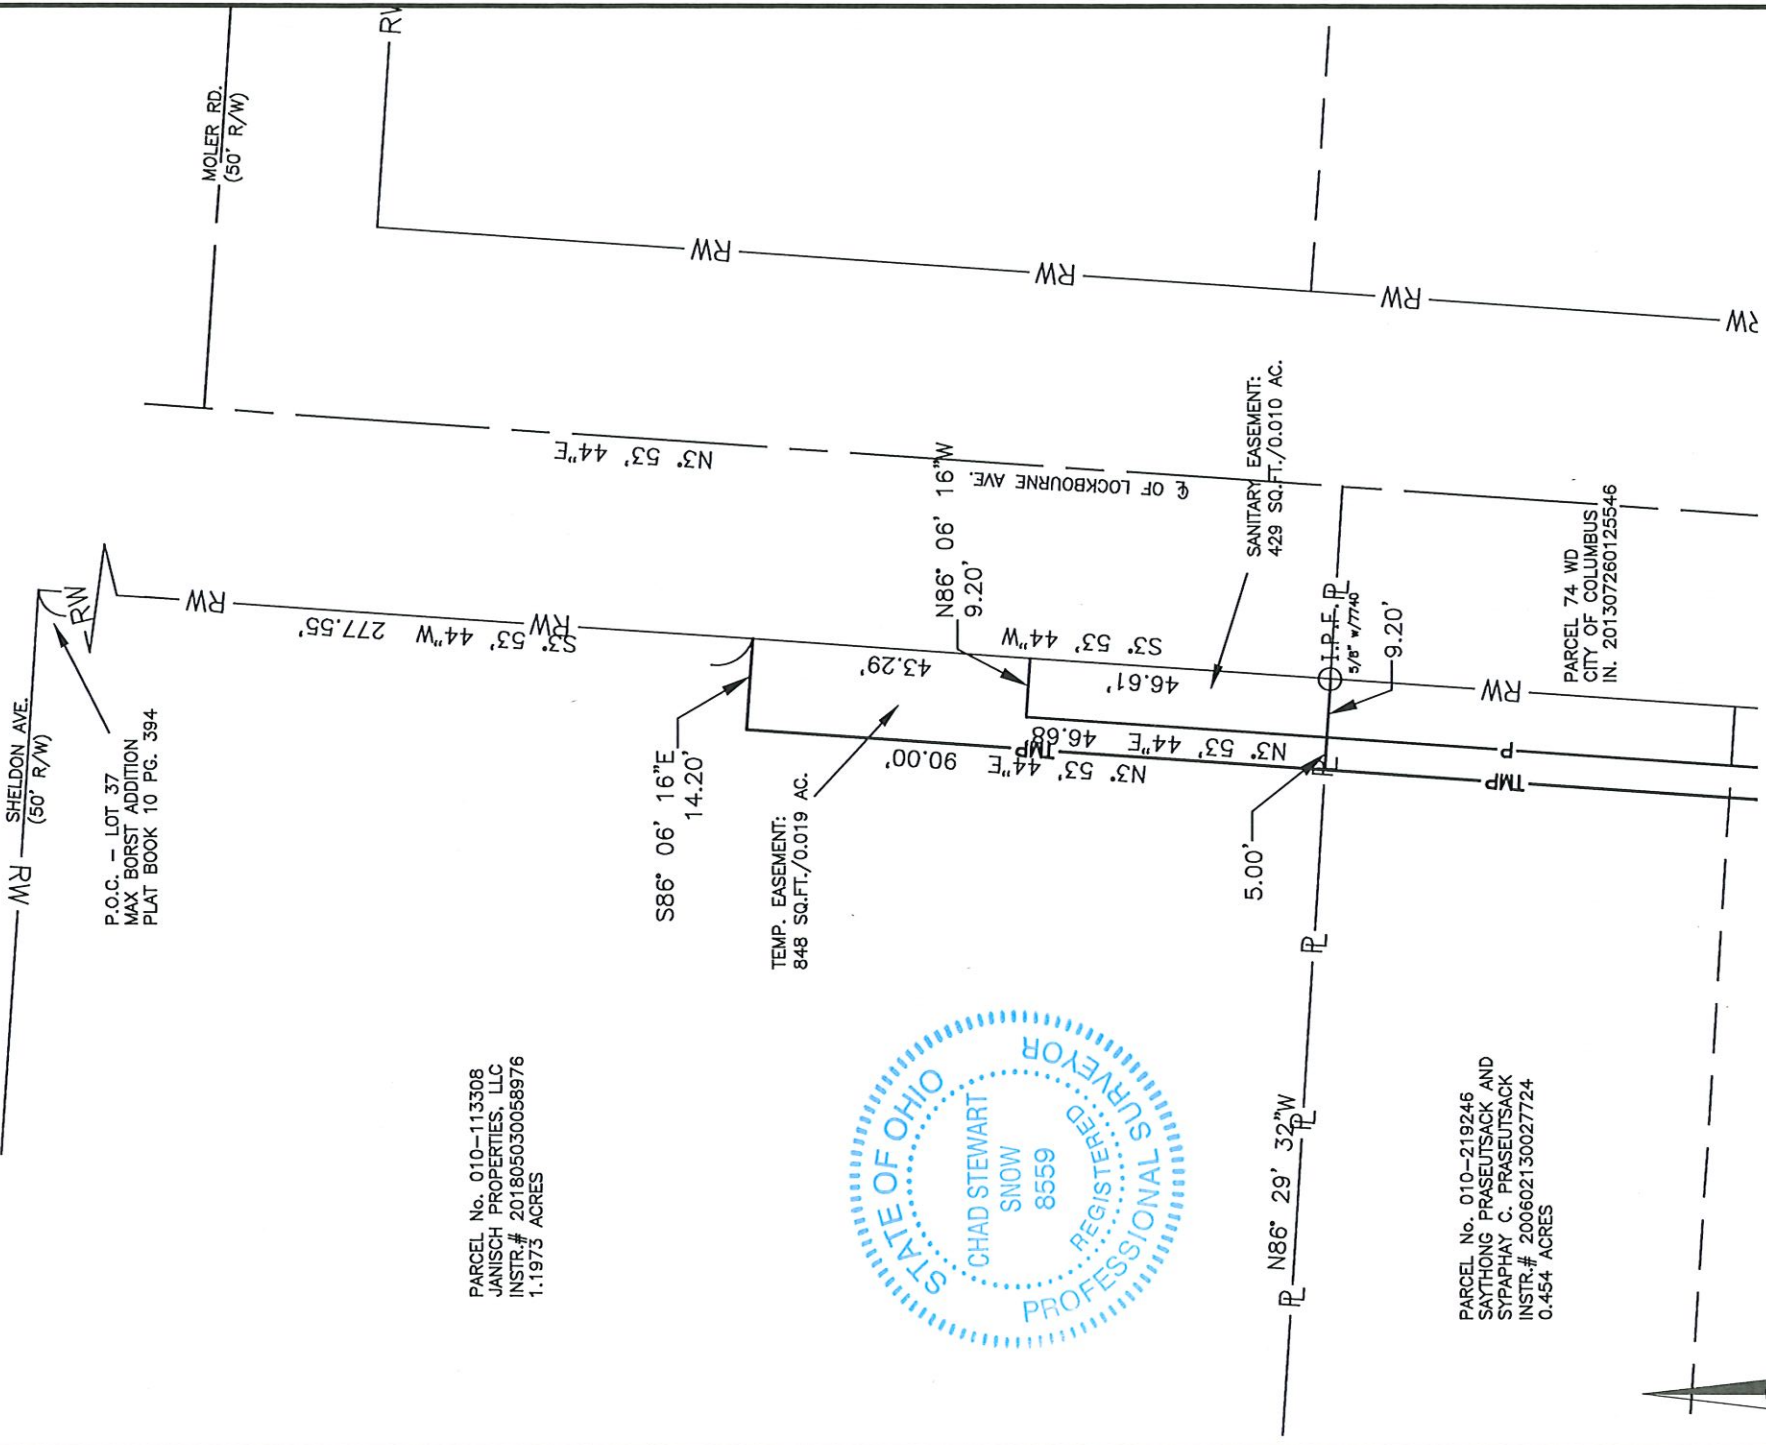 SHELDON AVE.
(50' R/W)
MOLER RD.
(50' R/W)
P.O.C. – LOT 37
MAX BORST ADDITION
PLAT BOOK 10 PG. 394
RW
RW
RW
RW
RW
RW
RW
RW
RW
RW
S3° 53' 44"W 277.55'
N3° 53' 44"E
℄ OF LOCKBOURNE AVE.
S86° 06' 16"E
14.20'
43.29'
N86° 06' 16"W
9.20'
S3° 53' 44"W
46.61'
N3° 53' 44"E 46.68
N3° 53' 44"E 90.00'
TMP
TMP
P
TEMP. EASEMENT:
848 SQ.FT./0.019 AC.
SANITARY EASEMENT:
429 SQ.FT./0.010 AC.
I.P.F.
5/8" w/7740
9.20'
5.00'
PL
PL
PL
PL
PL
N86° 29' 32"W
PARCEL 74 WD
CITY OF COLUMBUS
IN. 201307260125546
PARCEL No. 010-113308
JANISCH PROPERTIES, LLC
INSTR.# 201805030058976
1.1973 ACRES
STATE OF OHIO
CHAD STEWART
SNOW
8559
REGISTERED
PROFESSIONAL SURVEYOR
PARCEL No. 010-219246
SAYTHONG PRASEUTSACK AND
SYPAPHAY C. PRASEUTSACK
INSTR.# 200602130027724
0.454 ACRES